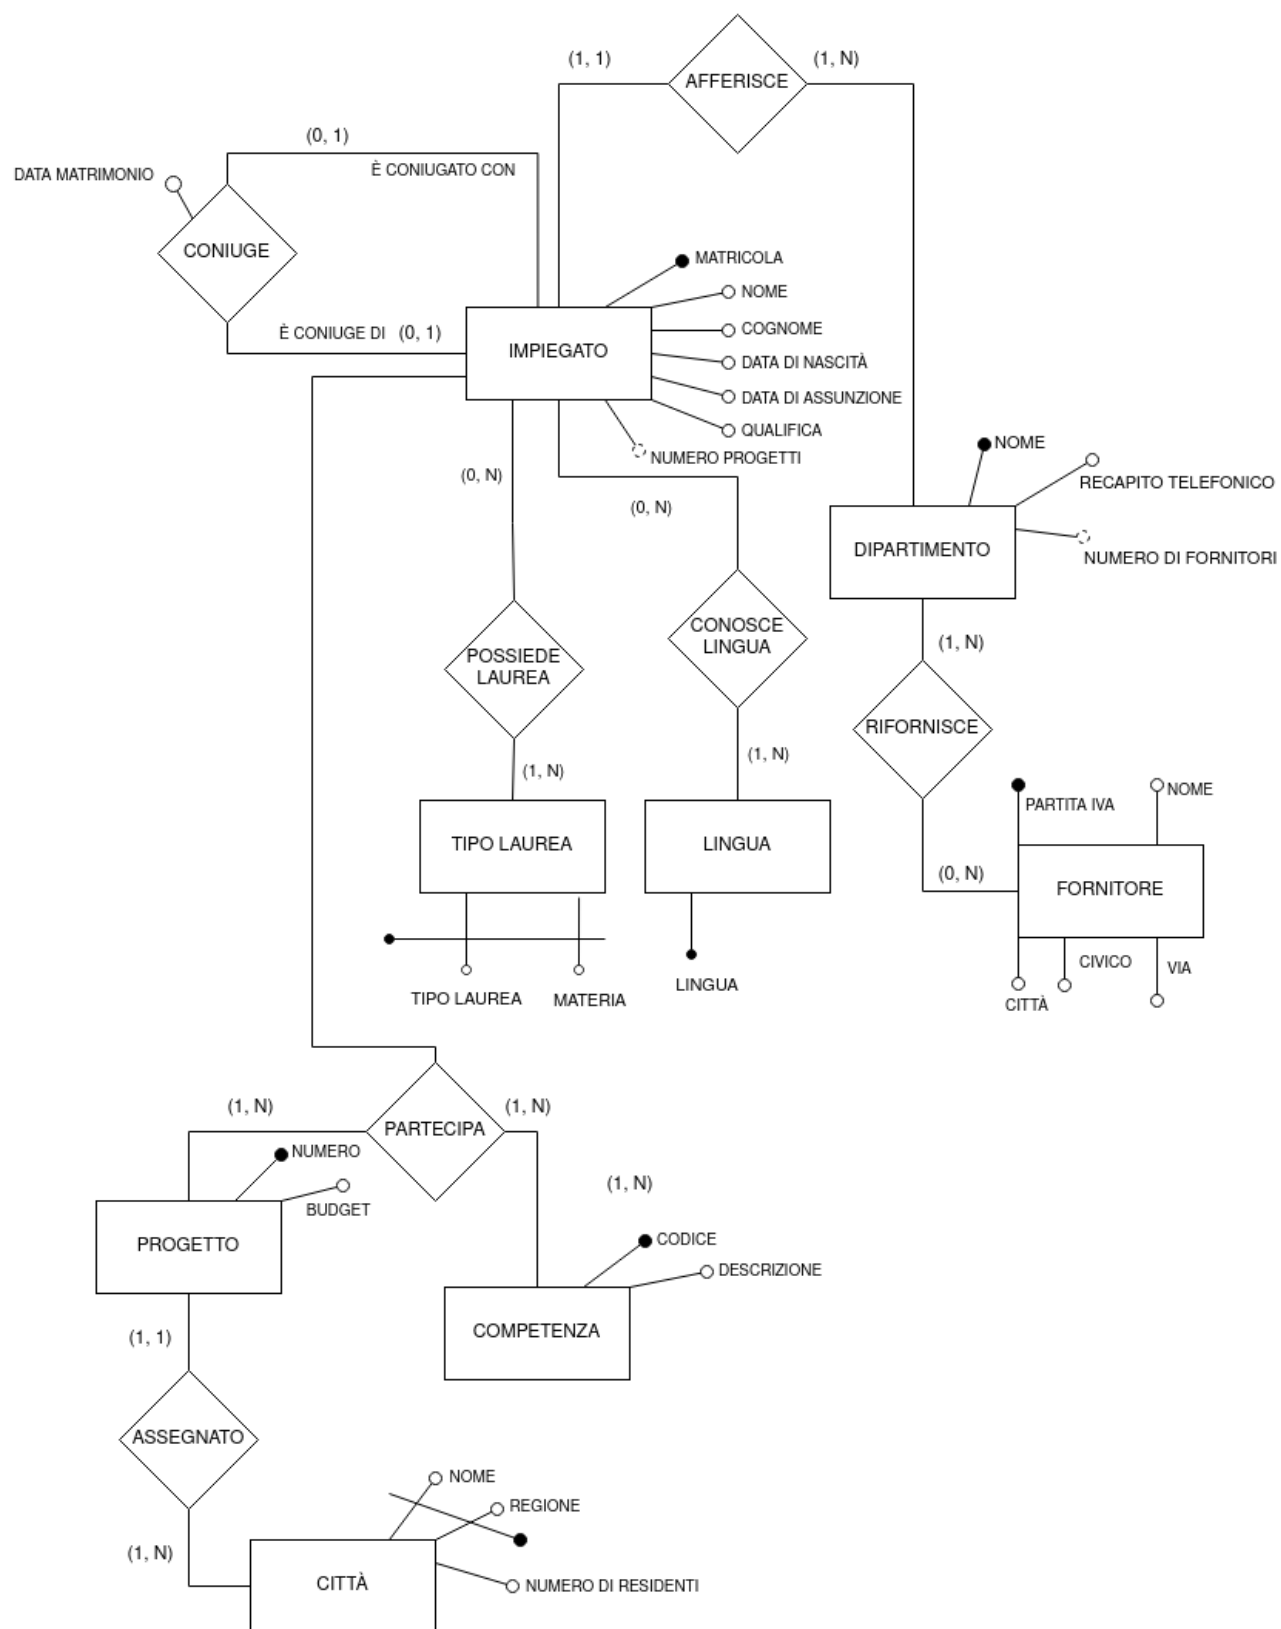 (1, 1)
(1, N)
AFFERISCE
(0, 1)
È CONIUGATO CON
DATA MATRIMONIO
CONIUGE
È CONIUGE DI
(0, 1)
MATRICOLA
NOME
COGNOME
DATA DI NASCITÀ
DATA DI ASSUNZIONE
QUALIFICA
NUMERO PROGETTI
IMPIEGATO
(0, N)
(0, N)
NOME
RECAPITO TELEFONICO
DIPARTIMENTO
NUMERO DI FORNITORI
POSSIEDE
LAUREA
CONOSCE
LINGUA
(1, N)
RIFORNISCE
(1, N)
(1, N)
PARTITA IVA
NOME
TIPO LAUREA
LINGUA
(0, N)
FORNITORE
CIVICO
VIA
CITTÀ
TIPO LAUREA
MATERIA
LINGUA
(1, N)
(1, N)
PARTECIPA
NUMERO
BUDGET
(1, N)
PROGETTO
CODICE
DESCRIZIONE
COMPETENZA
(1, 1)
ASSEGNATO
NOME
REGIONE
(1, N)
CITTÀ
NUMERO DI RESIDENTI